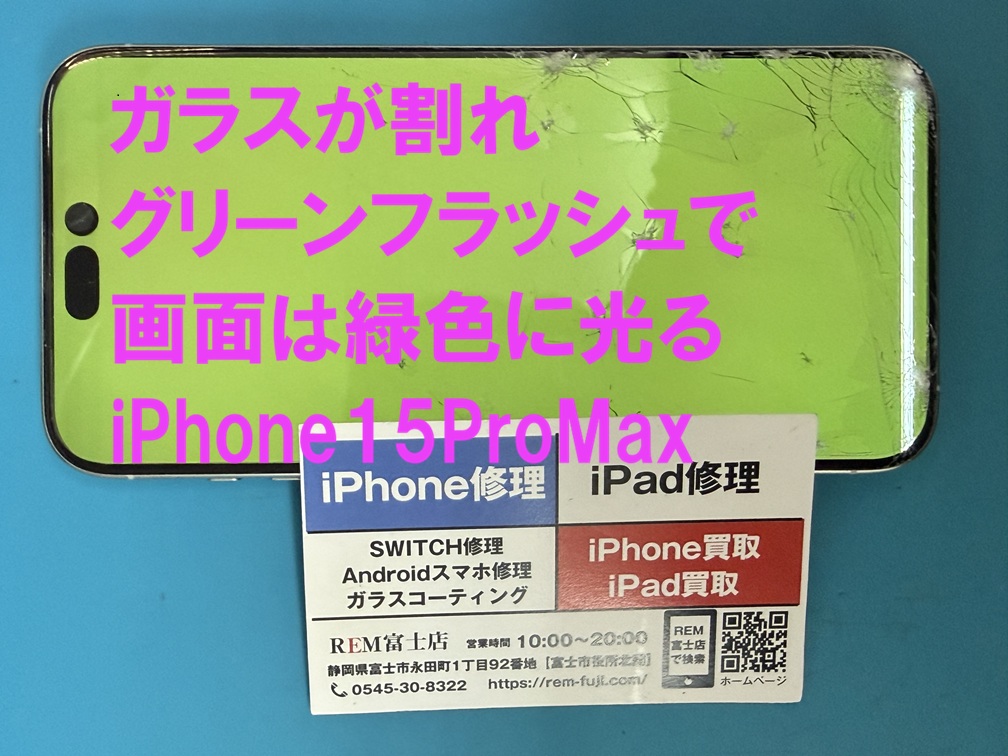 ガラスが割れ
グリーンフラッシュで
画面は緑色に光る
iPhone15ProMax
iPhone修理
iPad修理
SWITCH修理
Androidスマホ修理
ガラスコーティング
iPhone買取
iPad買取
REM富士店 営業時間 10:00～20:00
静岡県富士市永田町1丁目92番地［富士市役所北側］
0545-30-8322 https://rem-fuji.com/
REM
富士店
で検索
ホームページ